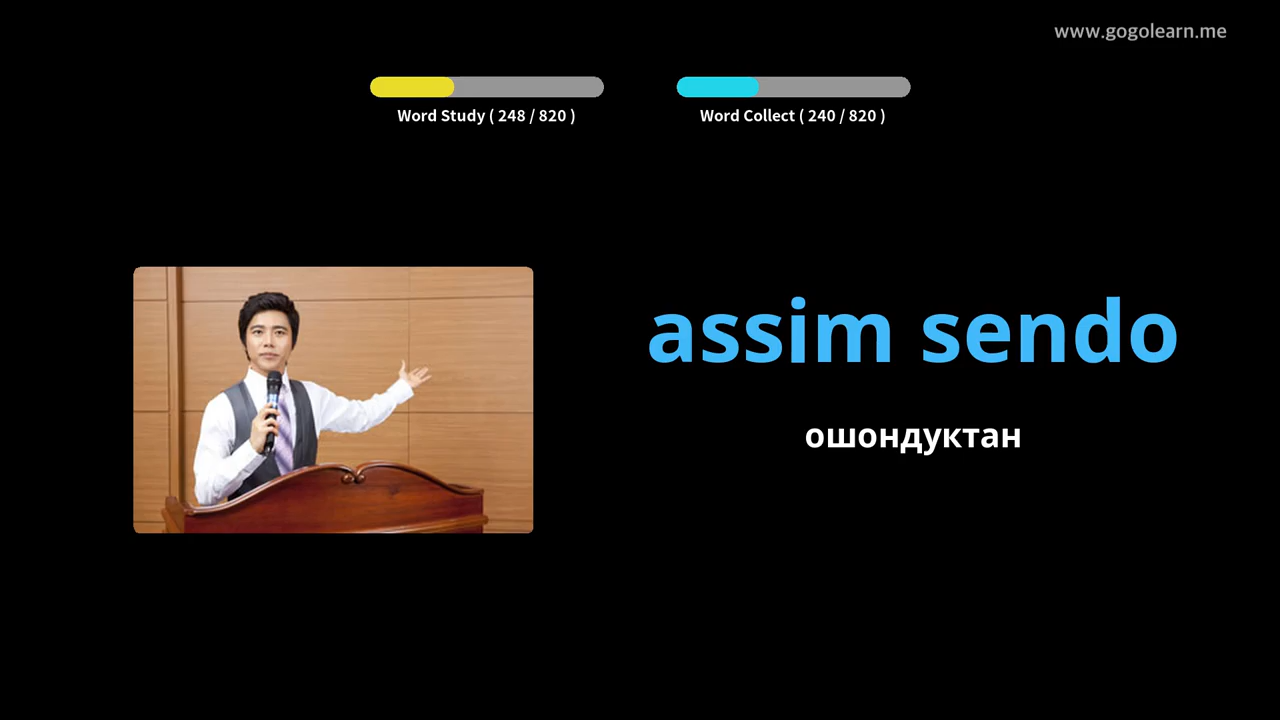 www.gogolearn.me
Word Study ( 248 / 820 )
Word Collect ( 240 / 820 )
assim sendo
ошондуктан